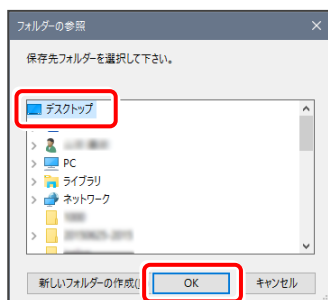 フォルダーの参照
保存先フォルダーを選択して下さい。
デスクトップ
PC
ライブラリ
ネットワーク
新しいフォルダーの作成(
OK
キャンセル